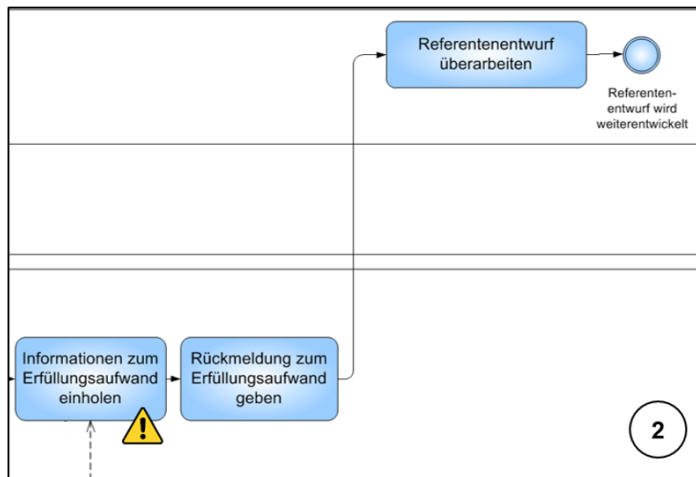 Referentenentwurf
überarbeiten
Referenten-
entwurf wird
weiterentwickelt
Informationen zum
Erfüllungsaufwand
einholen
Rückmeldung zum
Erfüllungsaufwand
geben
!
2